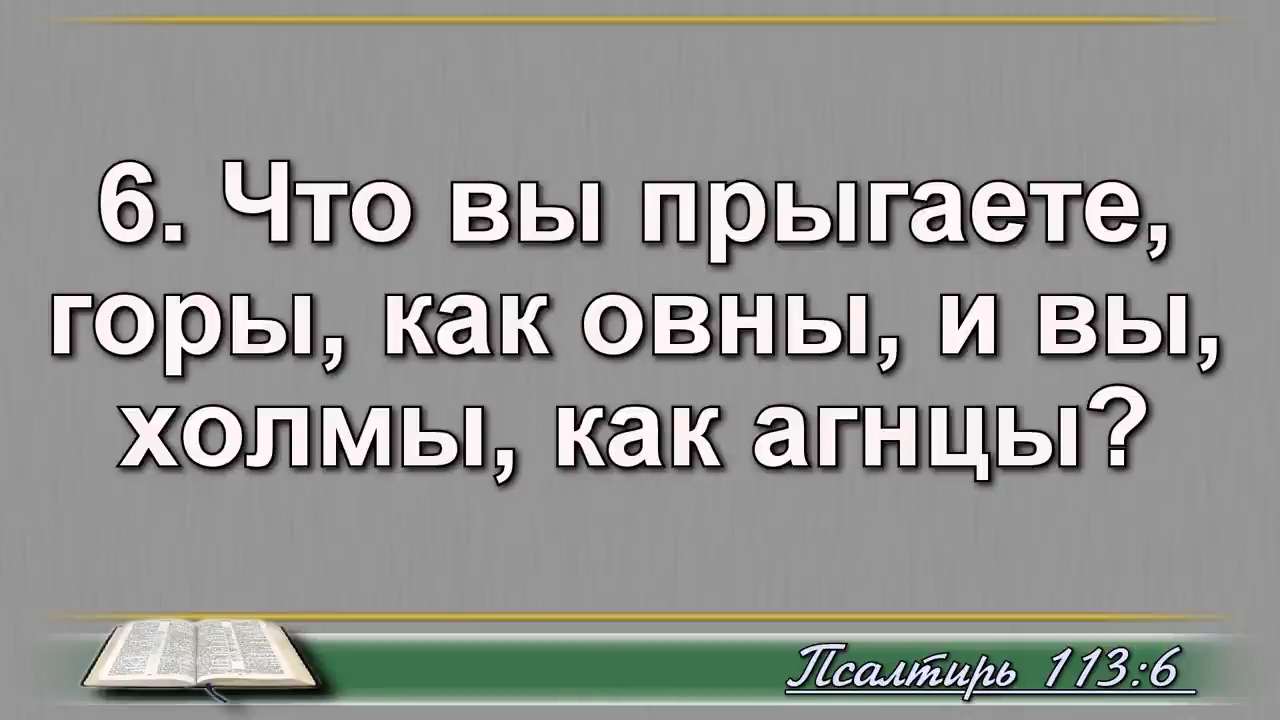 6. Что вы прыгаете,
горы, как овны, и вы,
холмы, как агнцы?
Псалтирь 113:6